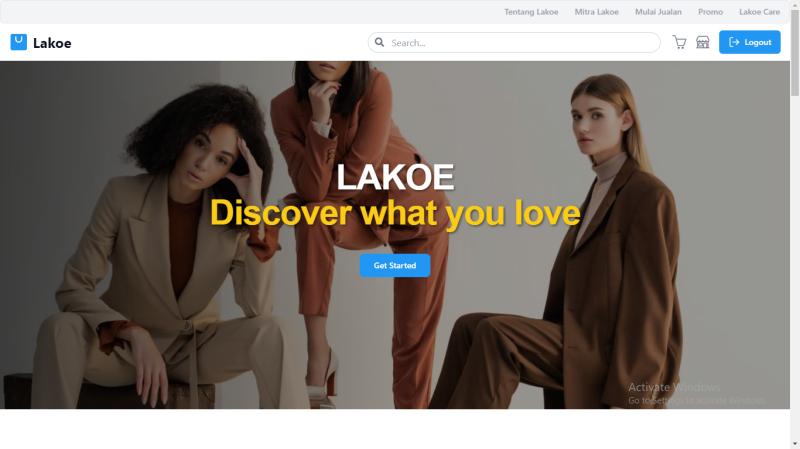 Tentang Lakoe Mitra Lakoe Mulai Jualan Promo Lakoe Care
Lakoe Search... Logout
LAKOE
Discover what you love
Get Started
Activate Windows
Go to Settings to activate Windows.